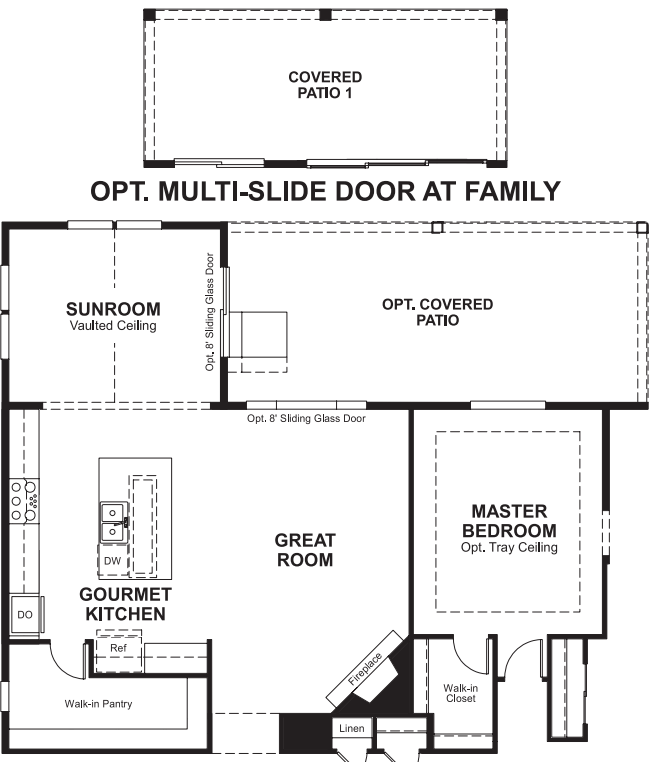 COVERED
PATIO 1
OPT. MULTI-SLIDE DOOR AT FAMILY
SUNROOM
Vaulted Ceiling
Opt. 8' Sliding Glass Door
OPT. COVERED
PATIO
Opt. 8' Sliding Glass Door
MASTER
BEDROOM
Opt. Tray Ceiling
GREAT
ROOM
DW
GOURMET
KITCHEN
DO
Ref
Fireplace
Walk-in Pantry
Walk-in
Closet
Linen